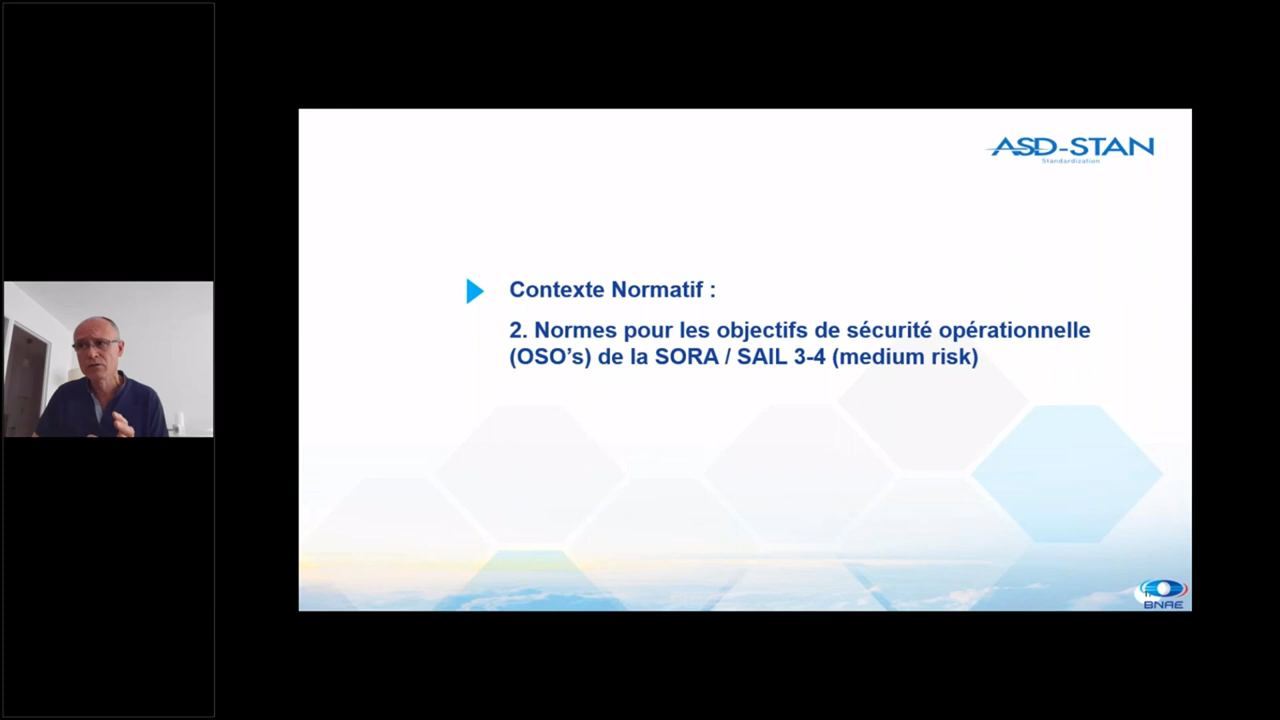 ASD-STAN
Standardization
Contexte Normatif :
2. Normes pour les objectifs de sécurité opérationnelle
(OSO’s) de la SORA / SAIL 3-4 (medium risk)
BNAE